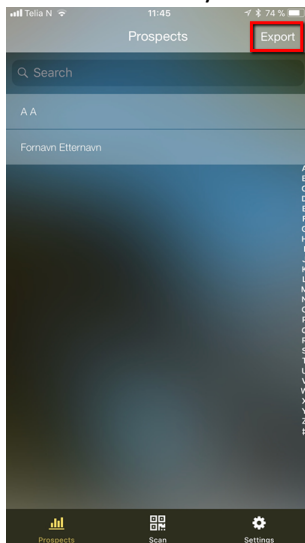 Telia N 11:45 74 %
Prospects Export
Search
A A
Fornavn Etternavn
A
B
C
D
E
F
G
H
I
J
K
L
M
N
O
P
Q
R
S
T
U
V
W
X
Y
Z
Prospects Scan Settings